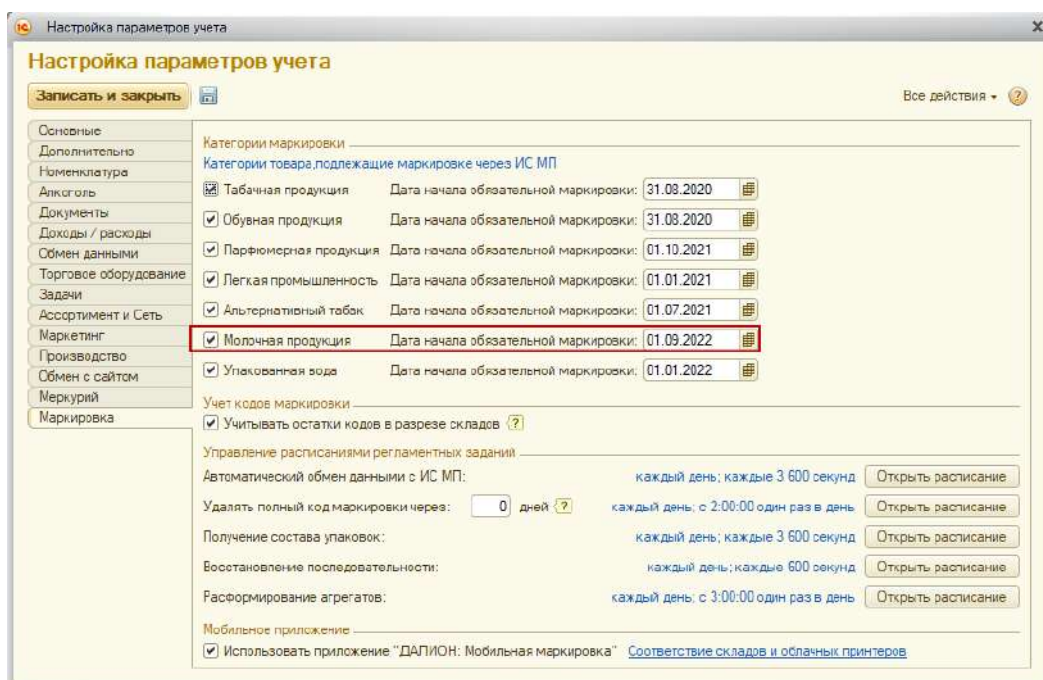 1С Настройка параметров учета
Настройка параметров учета
Записать и закрыть
Все действия
Основные
Дополнительно
Номенклатура
Алкоголь
Документы
Доходы / расходы
Обмен данными
Торговое оборудование
Задачи
Ассортимент и Сеть
Маркетинг
Производство
Обмен с сайтом
Меркурий
Маркировка
Категории маркировки
Категории товара,подлежащие маркировке через ИС МП
Табачная продукция Дата начала обязательной маркировки: 31.08.2020
Обувная продукция Дата начала обязательной маркировки: 31.08.2020
Парфюмерная продукция Дата начала обязательной маркировки: 01.10.2021
Легкая промышленность Дата начала обязательной маркировки: 01.01.2021
Альтернативный табак Дата начала обязательной маркировки: 01.07.2021
Молочная продукция Дата начала обязательной маркировки: 01.09.2022
Упакованная вода Дата начала обязательной маркировки: 01.01.2022
Учет кодов маркировки
Учитывать остатки кодов в разрезе складов ?
Управление расписаниями регламентных заданий
Автоматический обмен данными с ИС МП: каждый день; каждые 3 600 секунд Открыть расписание
Удалять полный код маркировки через: 0 дней ? каждый день; с 2:00:00 один раз в день Открыть расписание
Получение состава упаковок: каждый день; каждые 3 600 секунд Открыть расписание
Восстановление последовательности: каждый день; каждые 600 секунд Открыть расписание
Расформирование агрегатов: каждый день; с 3:00:00 один раз в день Открыть расписание
Мобильное приложение
Использовать приложение "ДАЛИОН: Мобильная маркировка" Соответствие складов и облачных принтеров